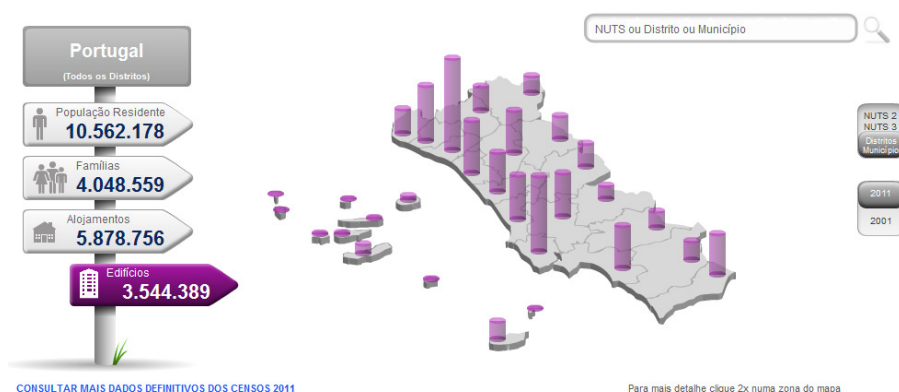 Portugal
(Todos os Distritos)
População Residente
10.562.178
Famílias
4.048.559
Alojamentos
5.878.756
Edifícios
3.544.389
NUTS ou Distrito ou Município
NUTS 2
NUTS 3
Distritos
Município
2011
2001
CONSULTAR MAIS DADOS DEFINITIVOS DOS CENSOS 2011
Para mais detalhe clique 2x numa zona do mapa